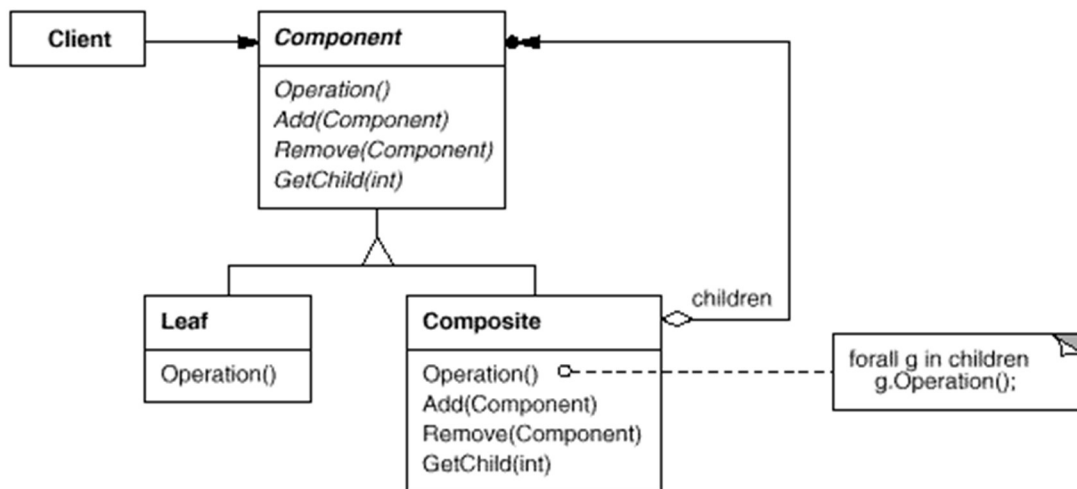 Client
Component
Operation()
Add(Component)
Remove(Component)
GetChild(int)
Leaf
Operation()
Composite
Operation()
Add(Component)
Remove(Component)
GetChild(int)
children
forall g in children
g.Operation();